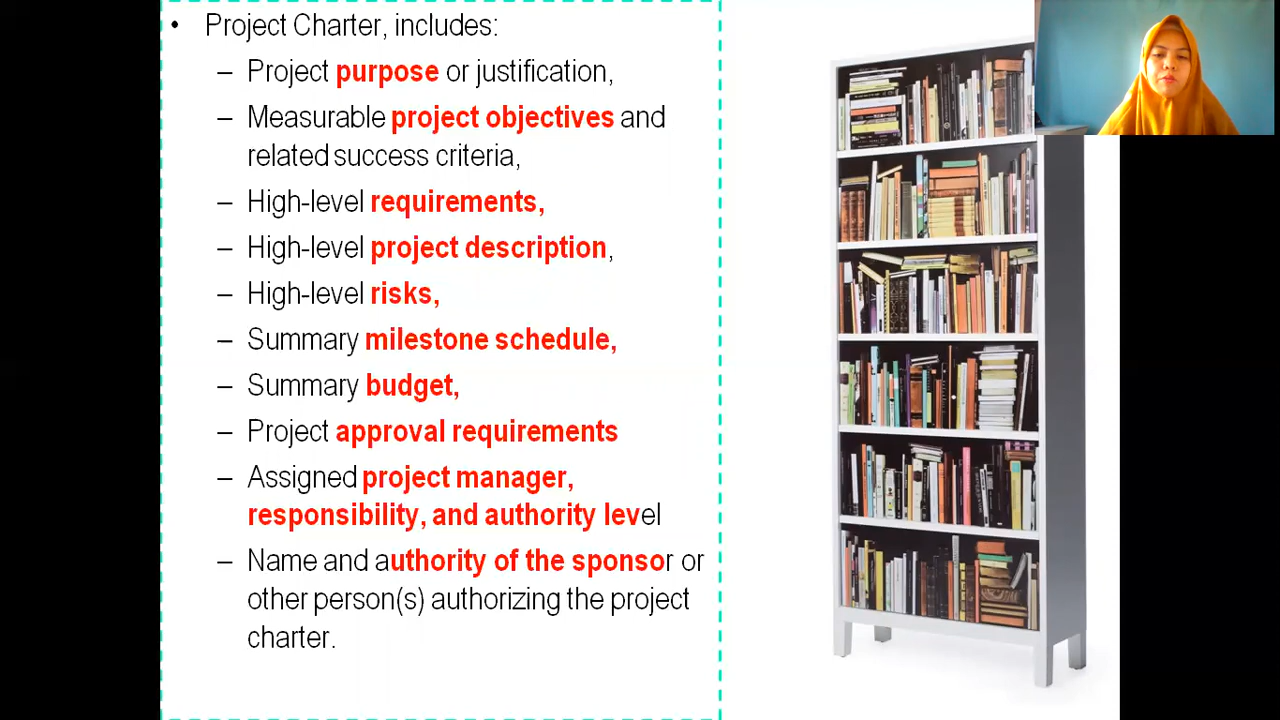 • Project Charter, includes:
– Project purpose or justification,
– Measurable project objectives and
related success criteria,
– High-level requirements,
– High-level project description,
– High-level risks,
– Summary milestone schedule,
– Summary budget,
– Project approval requirements
– Assigned project manager,
responsibility, and authority level
– Name and authority of the sponsor or
other person(s) authorizing the project
charter.